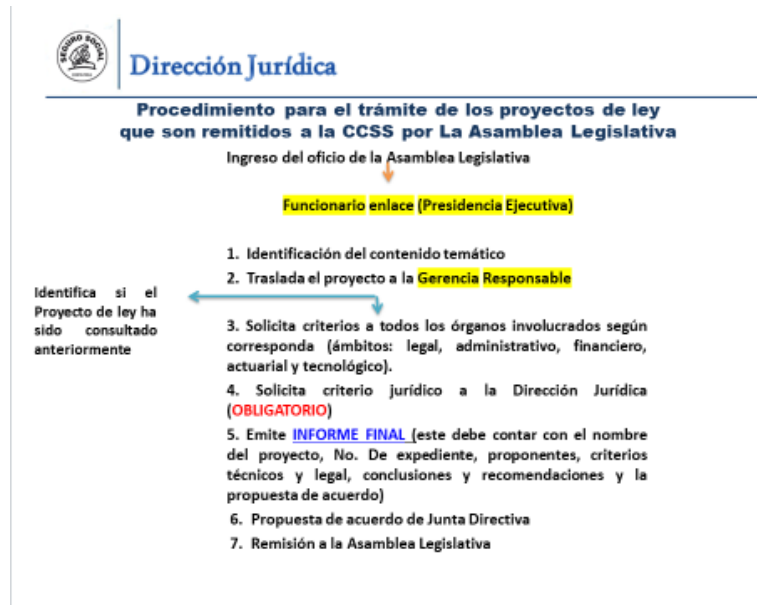 SEGURO SOCIAL
Dirección Jurídica
Procedimiento para el trámite de los proyectos de ley
que son remitidos a la CCSS por La Asamblea Legislativa
Ingreso del oficio de la Asamblea Legislativa
Funcionario enlace (Presidencia Ejecutiva)
1. Identificación del contenido temático
2. Traslada el proyecto a la Gerencia Responsable
Identifica si el
Proyecto de ley ha
sido consultado
anteriormente
3. Solicita criterios a todos los órganos involucrados según
corresponda (ámbitos: legal, administrativo, financiero,
actuarial y tecnológico).
4. Solicita criterio jurídico a la Dirección Jurídica
(OBLIGATORIO)
5. Emite INFORME FINAL (este debe contar con el nombre
del proyecto, No. De expediente, proponentes, criterios
técnicos y legal, conclusiones y recomendaciones y la
propuesta de acuerdo)
6. Propuesta de acuerdo de Junta Directiva
7. Remisión a la Asamblea Legislativa